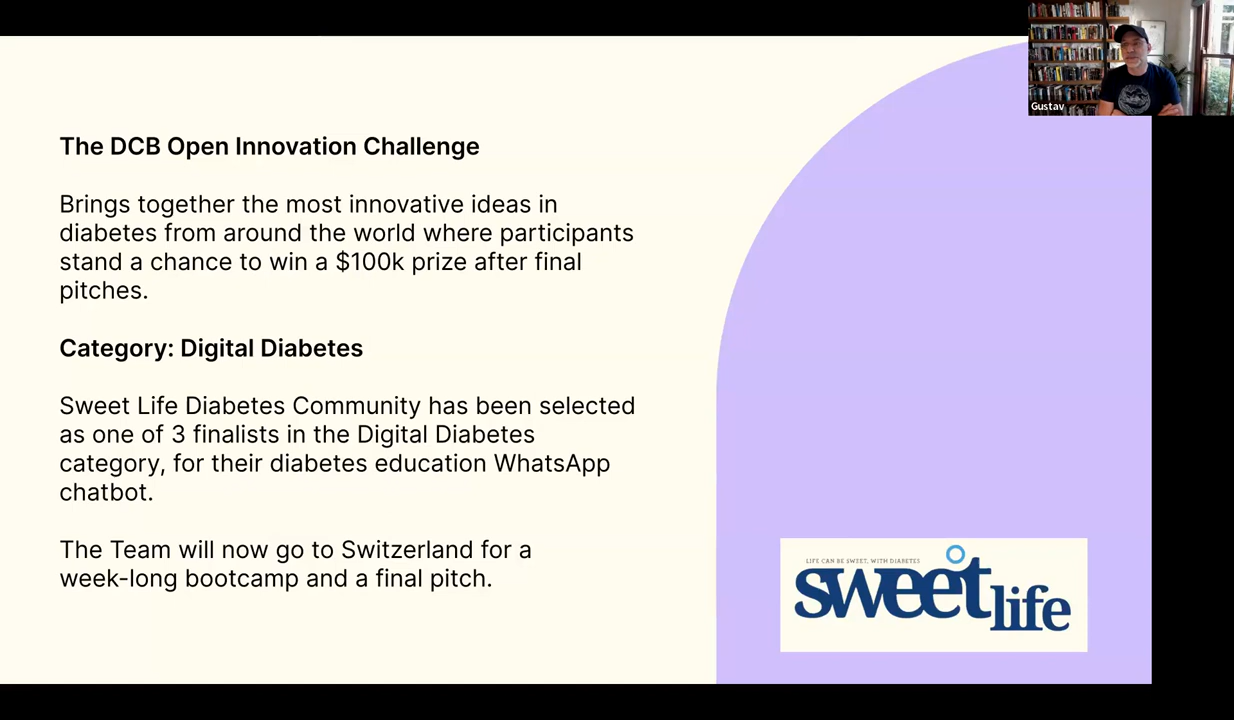 The DCB Open Innovation Challenge
Brings together the most innovative ideas in
diabetes from around the world where participants
stand a chance to win a $100k prize after final
pitches.
Category: Digital Diabetes
Sweet Life Diabetes Community has been selected
as one of 3 finalists in the Digital Diabetes
category, for their diabetes education WhatsApp
chatbot.
The Team will now go to Switzerland for a
week-long bootcamp and a final pitch.
Gustav
LIFE CAN BE SWEET, WITH DIABETES
sweet
life